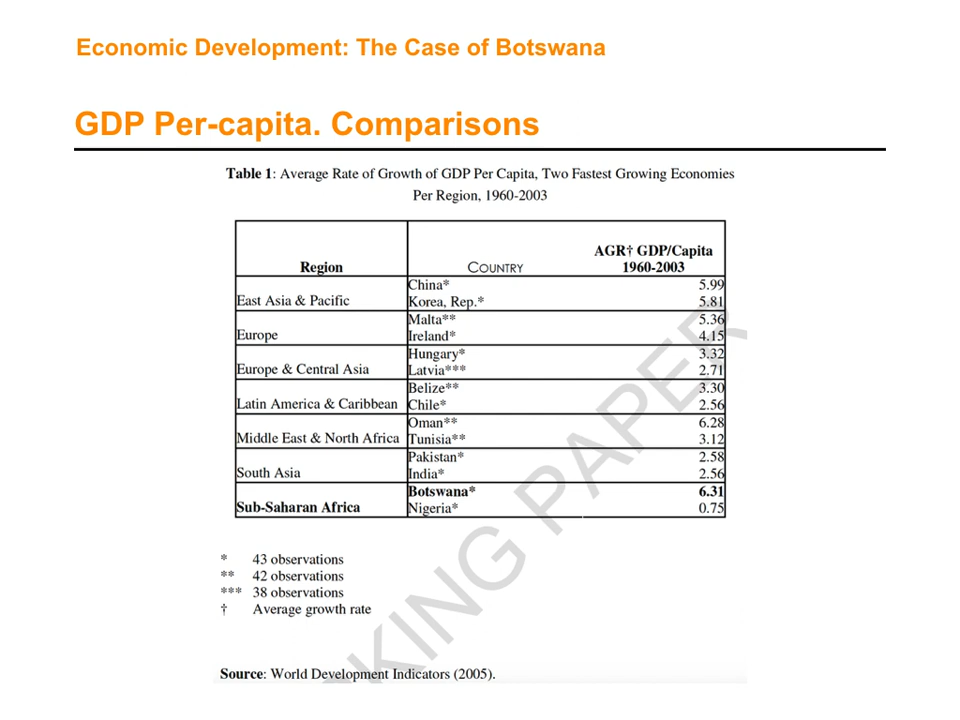 Economic Development: The Case of Botswana
GDP Per-capita. Comparisons
Table 1: Average Rate of Growth of GDP Per Capita, Two Fastest Growing Economies
Per Region, 1960-2003
Region COUNTRY AGR† GDP/Capita 1960-2003
East Asia & Pacific China* 5.99
Korea, Rep.* 5.81
Europe Malta** 5.36
Ireland* 4.15
Europe & Central Asia Hungary* 3.32
Latvia*** 2.71
Latin America & Caribbean Belize** 3.30
Chile* 2.56
Middle East & North Africa Oman** 6.28
Tunisia** 3.12
South Asia Pakistan* 2.58
India* 2.56
Sub-Saharan Africa Botswana* 6.31
Nigeria* 0.75
* 43 observations
** 42 observations
*** 38 observations
† Average growth rate
Source: World Development Indicators (2005).
KING PAPER